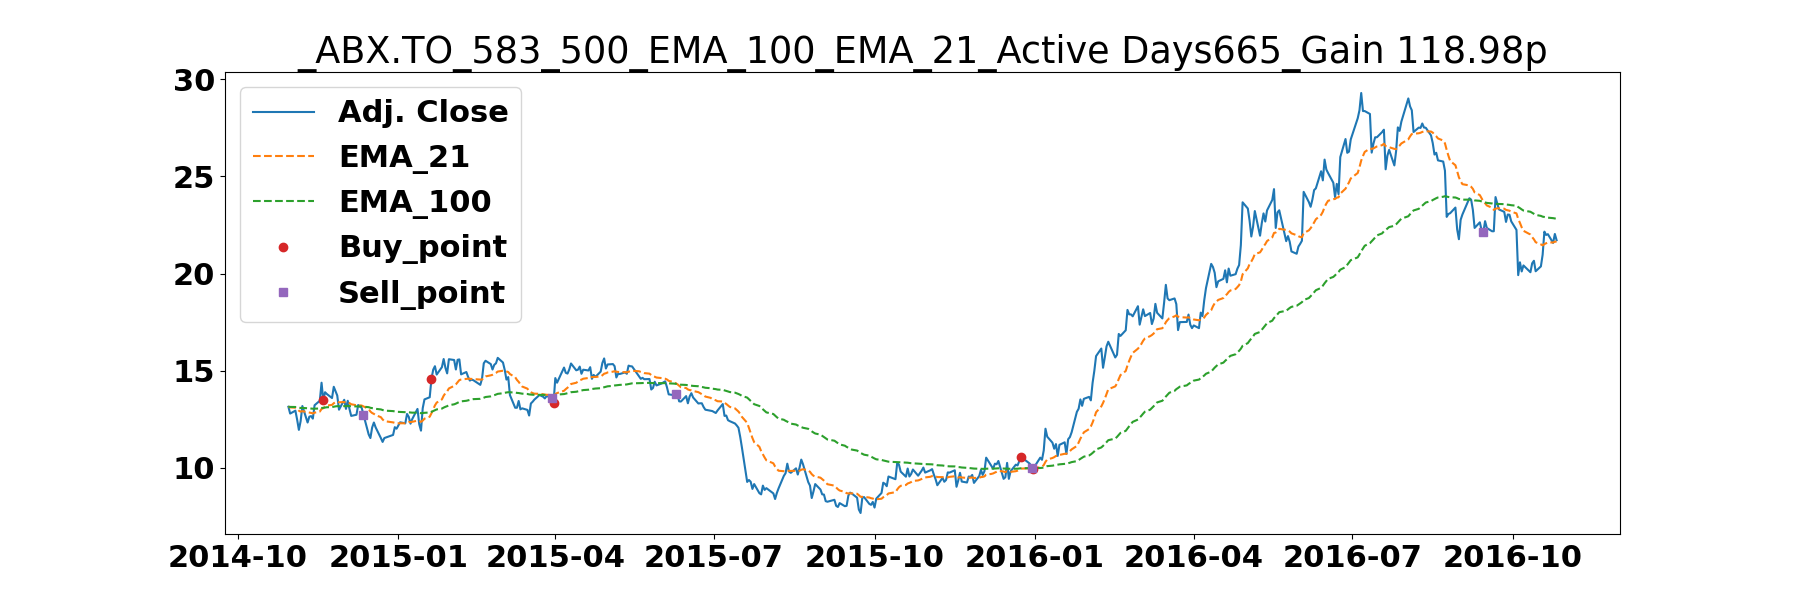 _ABX.TO_583_500_EMA_100_EMA_21_Active Days665_Gain 118.98p
30
25
20
15
10
Adj. Close
EMA_21
EMA_100
Buy_point
Sell_point
2014-10 2015-01 2015-04 2015-07 2015-10 2016-01 2016-04 2016-07 2016-10